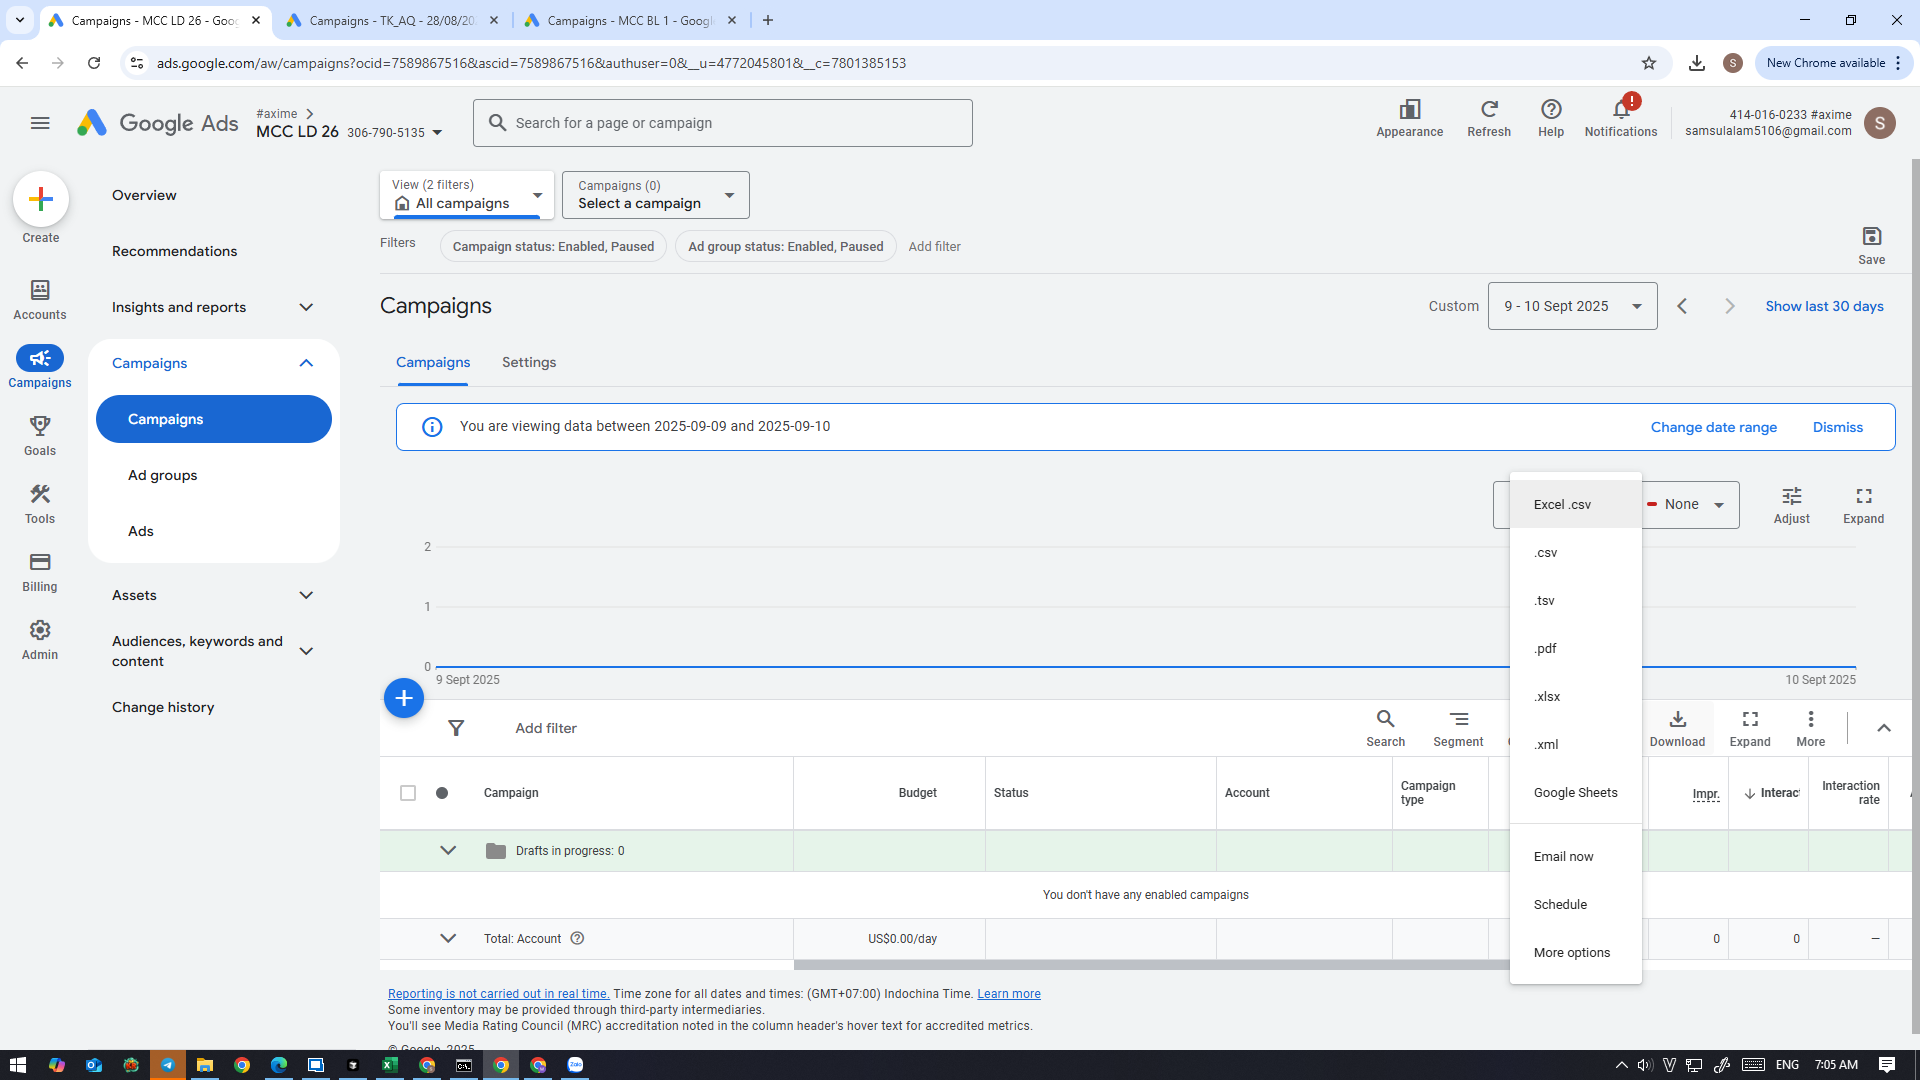 Campaigns - MCC LD 26 - Goog
Campaigns - TK_AQ - 28/08/20
Campaigns - MCC BL 1 - Google
ads.google.com/aw/campaigns?ocid=7589867516&ascid=7589867516&authuser=0&__u=4772045801&__c=7801385153
S
New Chrome available
Google Ads
#axime
MCC LD 26 306-790-5135
Search for a page or campaign
Appearance
Refresh
Help
!
Notifications
414-016-0233 #axime
samsulalam5106@gmail.com
S
Create
Accounts
Campaigns
Goals
Tools
Billing
Admin
Overview
Recommendations
Insights and reports
Campaigns
Campaigns
Ad groups
Ads
Assets
Audiences, keywords and
content
Change history
View (2 filters)
All campaigns
Campaigns (0)
Select a campaign
Filters
Campaign status: Enabled, Paused
Ad group status: Enabled, Paused
Add filter
Save
Campaigns
Custom
9 - 10 Sept 2025
Show last 30 days
Campaigns
Settings
You are viewing data between 2025-09-09 and 2025-09-10
Change date range
Dismiss
None
Adjust
Expand
2
1
0
9 Sept 2025
10 Sept 2025
Excel .csv
.csv
.tsv
.pdf
.xlsx
.xml
Google Sheets
Email now
Schedule
More options
Add filter
Search
Segment
Download
Expand
More
Campaign
Budget
Status
Account
Campaign
type
Impr.
Interact
Interaction
rate
Drafts in progress: 0
You don't have any enabled campaigns
Total: Account
US$0.00/day
0
0
—
Reporting is not carried out in real time. Time zone for all dates and times: (GMT+07:00) Indochina Time. Learn more
Some inventory may be provided through third-party intermediaries.
You'll see Media Rating Council (MRC) accreditation noted in the column header's hover text for accredited metrics.
© Google, 2025
ENG
7:05 AM